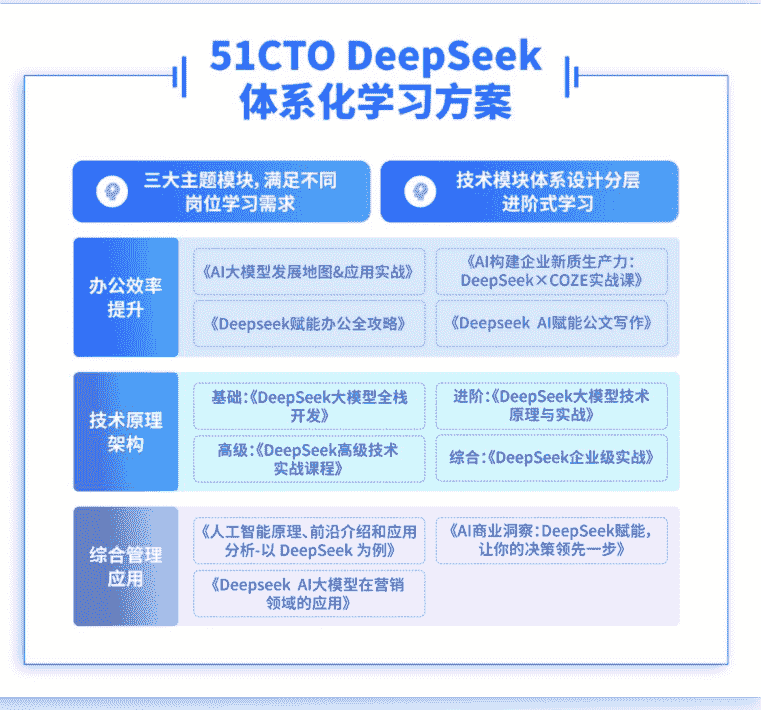 51CTO DeepSeek
体系化学习方案
三大主题模块,满足不同
岗位学习需求
技术模块体系设计分层
进阶式学习
办公效率
提升
《AI大模型发展地图&应用实战》
《AI构建企业新质生产力:
DeepSeek×COZE实战课》
《Deepseek赋能办公全攻略》
《Deepseek AI赋能公文写作》
技术原理
架构
基础:《DeepSeek大模型全栈
开发》
进阶:《DeepSeek大模型技术
原理与实战》
高级:《DeepSeek高级技术
实战课程》
综合:《DeepSeek企业级实战》
综合管理
应用
《人工智能原理、前沿介绍和应用
分析-以 DeepSeek 为例》
《AI商业洞察:DeepSeek赋能,
让你的决策领先一步》
《Deepseek AI大模型在营销
领域的应用》